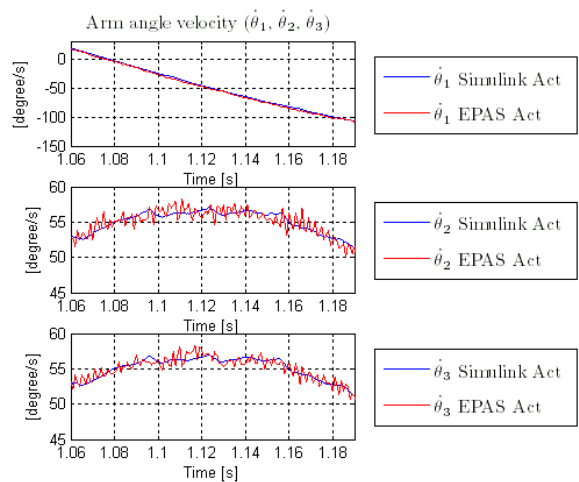 Arm angle velocity (θ̇₁, θ̇₂, θ̇₃)
0
-50
-100
-150
[degree/s]
1.06 1.08 1.1 1.12 1.14 1.16 1.18
Time [s]
θ̇₁ Simulink Act
θ̇₁ EPAS Act
60
55
50
45
[degree/s]
1.06 1.08 1.1 1.12 1.14 1.16 1.18
Time [s]
θ̇₂ Simulink Act
θ̇₂ EPAS Act
60
55
50
45
[degree/s]
1.06 1.08 1.1 1.12 1.14 1.16 1.18
Time [s]
θ̇₃ Simulink Act
θ̇₃ EPAS Act